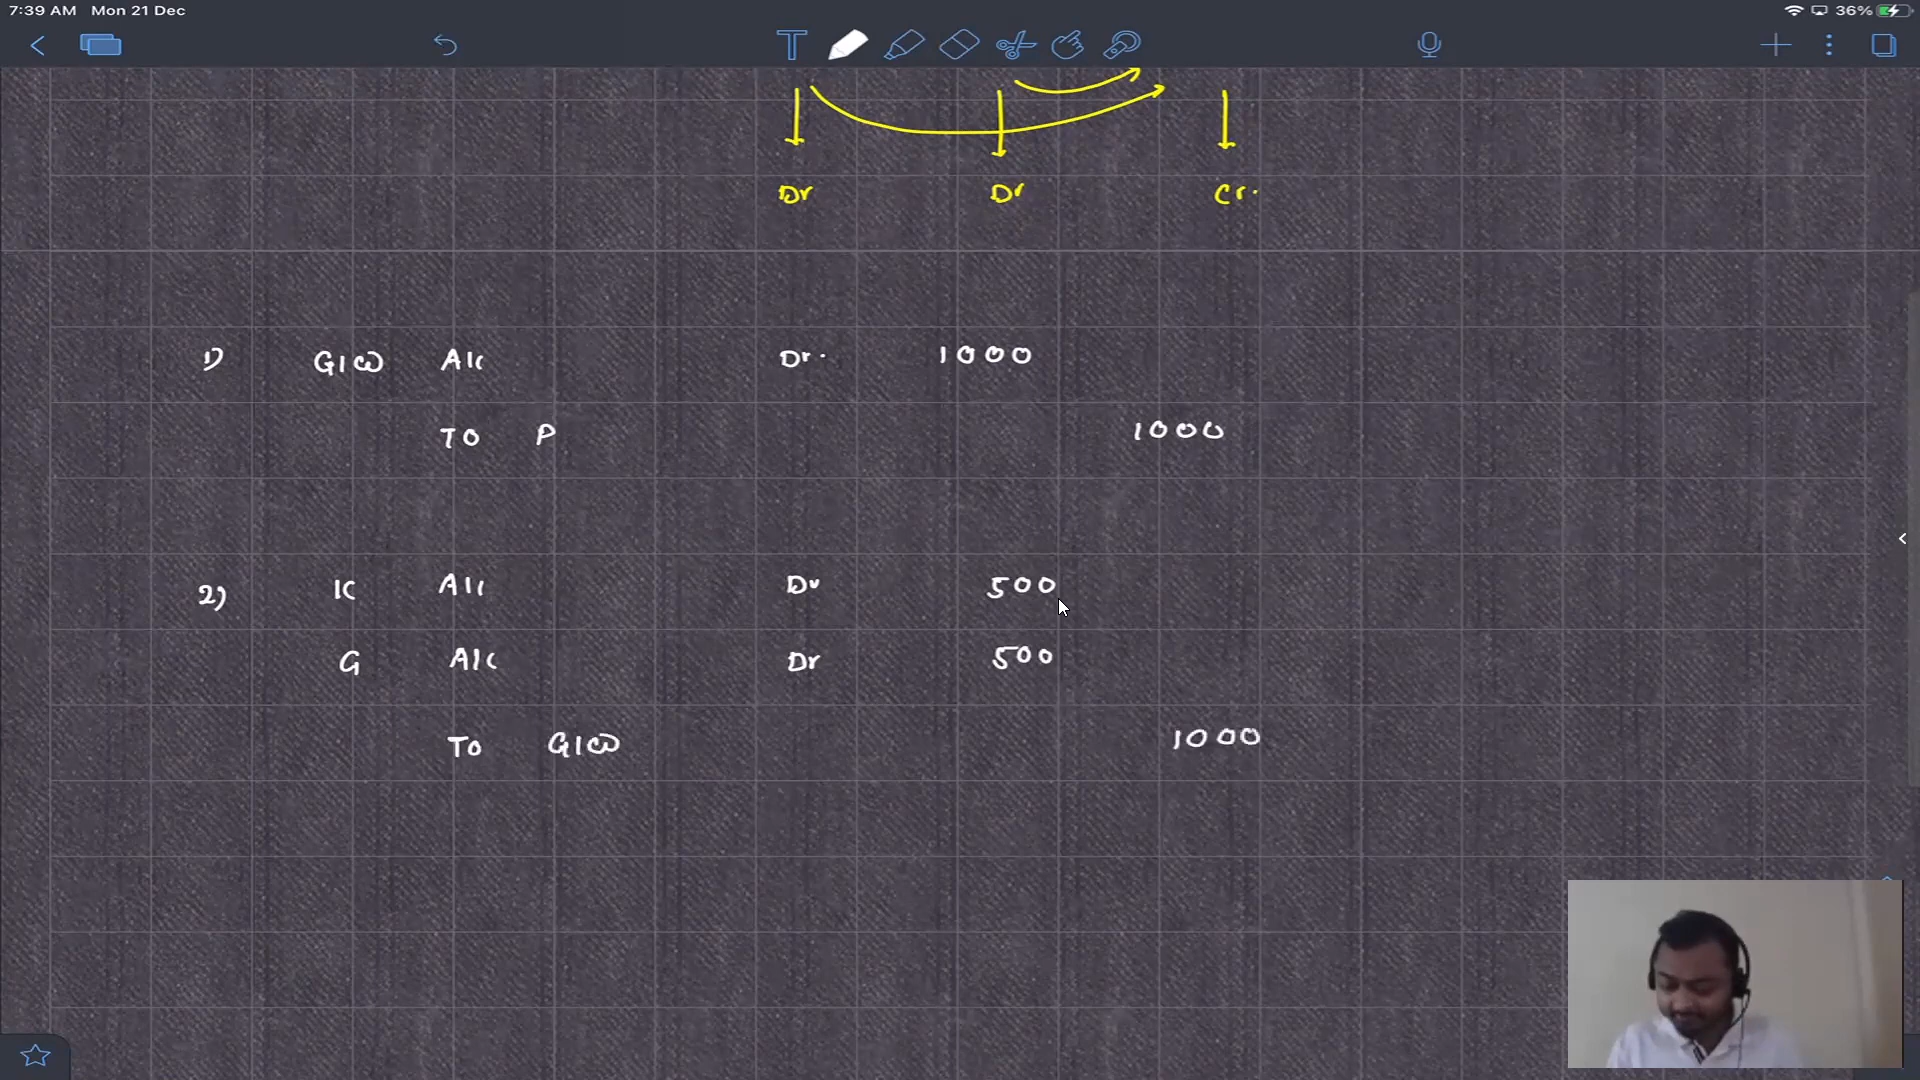 7:39 AM Mon 21 Dec 36%
T
Dr Dr Cr.
1) G/W A/c Dr. 1000
TO P 1000
2) K A/c Dr 500
G A/c Dr 500
To G/W 1000